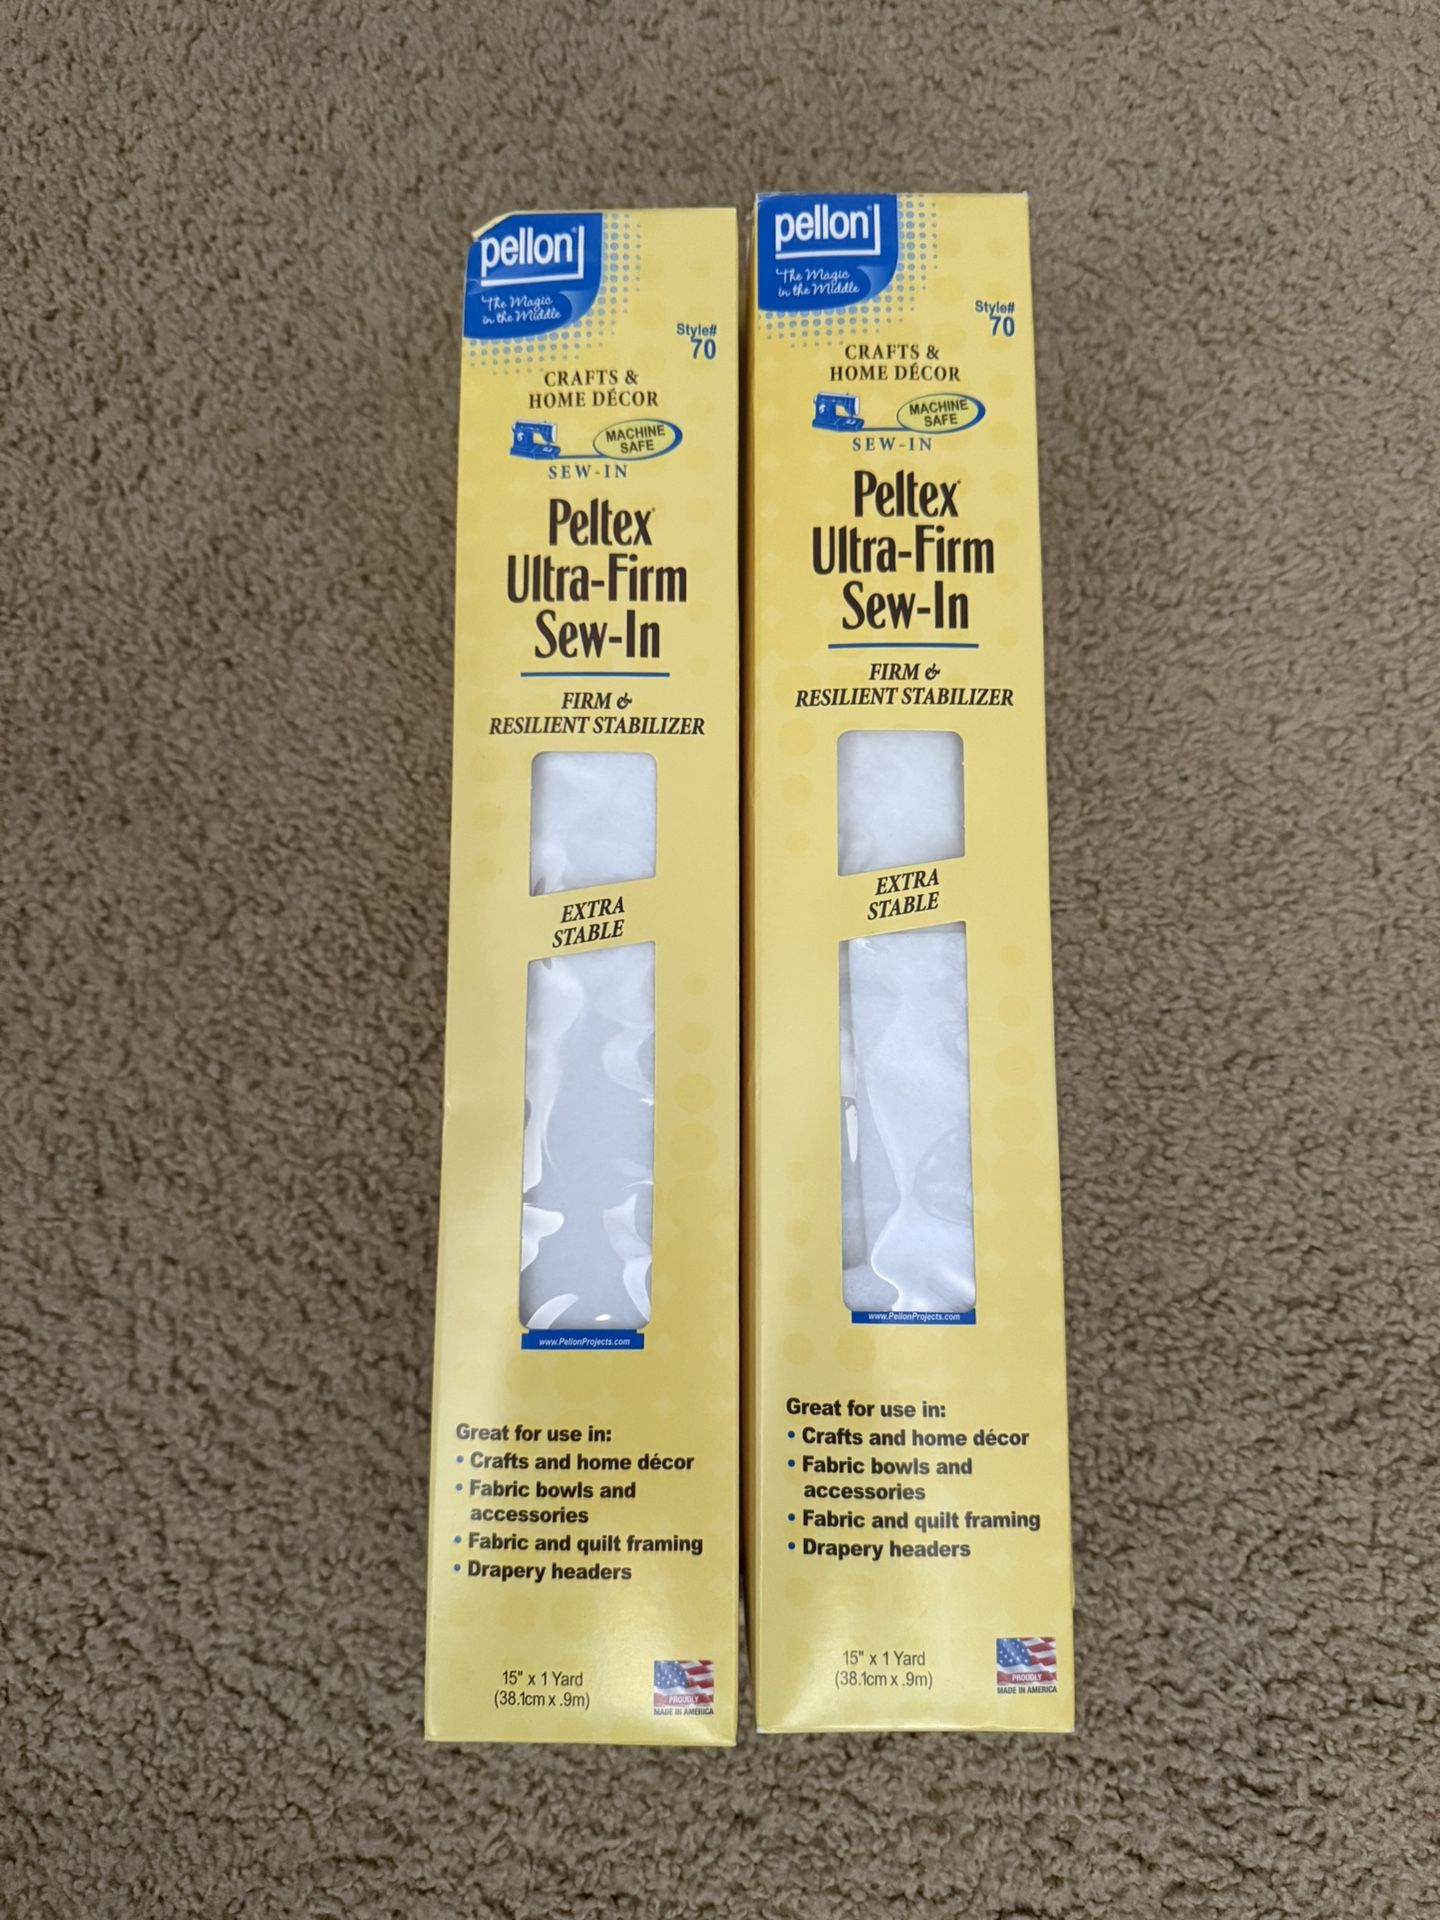 pellon®
The Magic
in the Middle
Style#
70
CRAFTS &
HOME DÉCOR
MACHINE
SAFE
SEW-IN
Peltex®
Ultra-Firm
Sew-In
FIRM &
RESILIENT STABILIZER
EXTRA
STABLE
www.PellonProjects.com
Great for use in:
• Crafts and home décor
• Fabric bowls and
accessories
• Fabric and quilt framing
• Drapery headers
15" x 1 Yard
(38.1cm x .9m)
PROUDLY
MADE IN AMERICA
pellon®
The Magic
in the Middle
Style#
70
CRAFTS &
HOME DÉCOR
MACHINE
SAFE
SEW-IN
Peltex®
Ultra-Firm
Sew-In
FIRM &
RESILIENT STABILIZER
EXTRA
STABLE
www.PellonProjects.com
Great for use in:
• Crafts and home décor
• Fabric bowls and
accessories
• Fabric and quilt framing
• Drapery headers
15" x 1 Yard
(38.1cm x .9m)
PROUDLY
MADE IN AMERICA